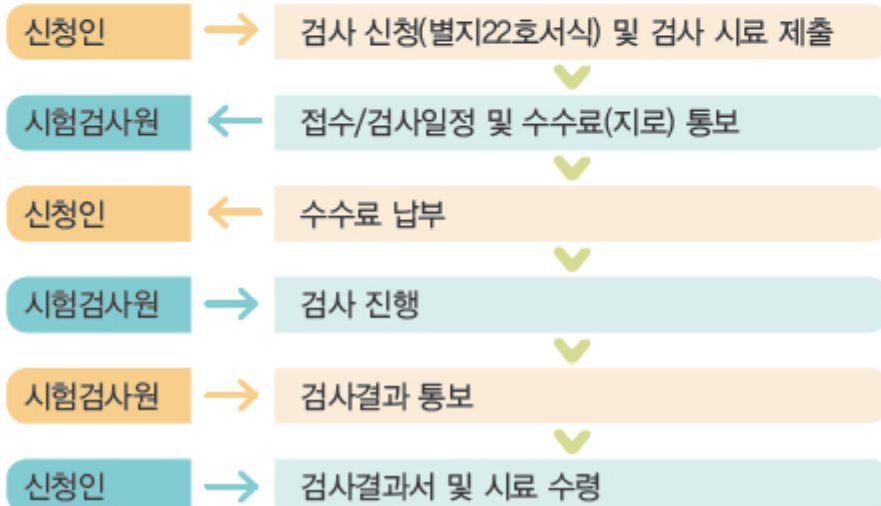 신청인 → 검사 신청(별지22호서식) 및 검사 시료 제출
시험검사원 ← 접수/검사일정 및 수수료(지로) 통보
신청인 ← 수수료 납부
시험검사원 → 검사 진행
시험검사원 → 검사결과 통보
신청인 → 검사결과서 및 시료 수령